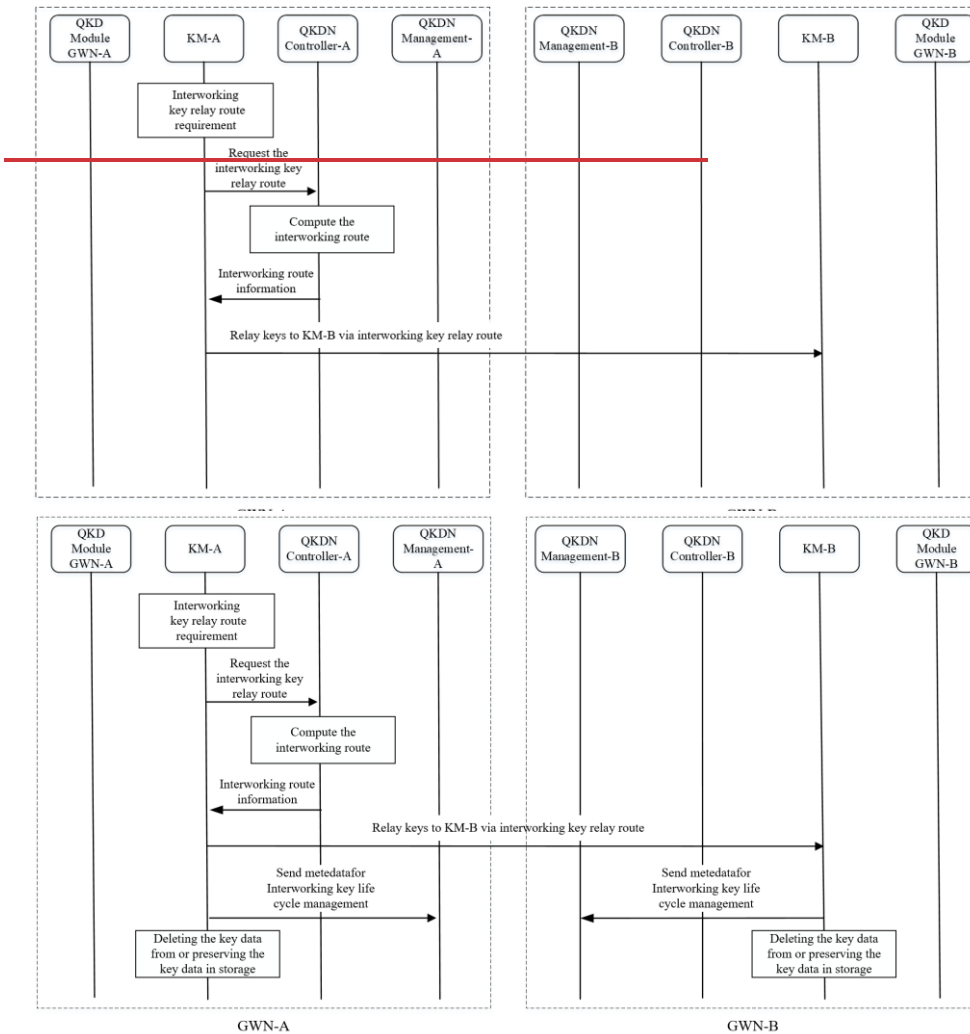 QKD
Module
GWN-A
KM-A
QKDN
Controller-A
QKDN
Management-
A
QKDN
Management-B
QKDN
Controller-B
KM-B
QKD
Module
GWN-B
Interworking
key relay route
requirement
Request the
interworking key
relay route
Compute the
interworking route
Interworking route
information
Relay keys to KM-B via interworking key relay route
QKD
Module
GWN-A
KM-A
QKDN
Controller-A
QKDN
Management-
A
QKDN
Management-B
QKDN
Controller-B
KM-B
QKD
Module
GWN-B
Interworking
key relay route
requirement
Request the
interworking key
relay route
Compute the
interworking route
Interworking route
information
Relay keys to KM-B via interworking key relay route
Send metedatafor
Interworking key life
cycle management
Send metedatafor
Interworking key life
cycle management
Deleting the key data
from or preserving the
key data in storage
Deleting the key data
from or preserving the
key data in storage
GWN-A
GWN-B